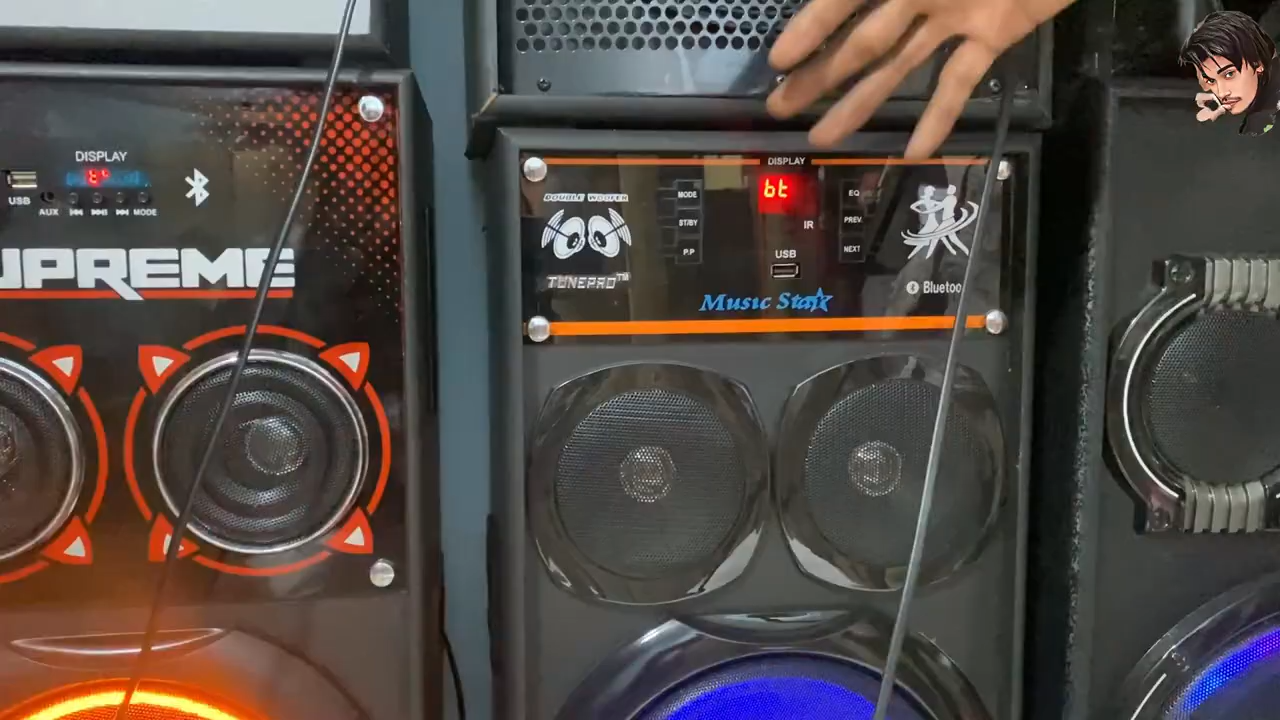 DISPLAY
USB
AUX
MODE
UPREME
DISPLAY
bt
DOUBLE WOOFER
TUNEPRO™
MODE
ST/BY
P.P
IR
EQ
PREV
NEXT
USB
Music Star
Bluetoo